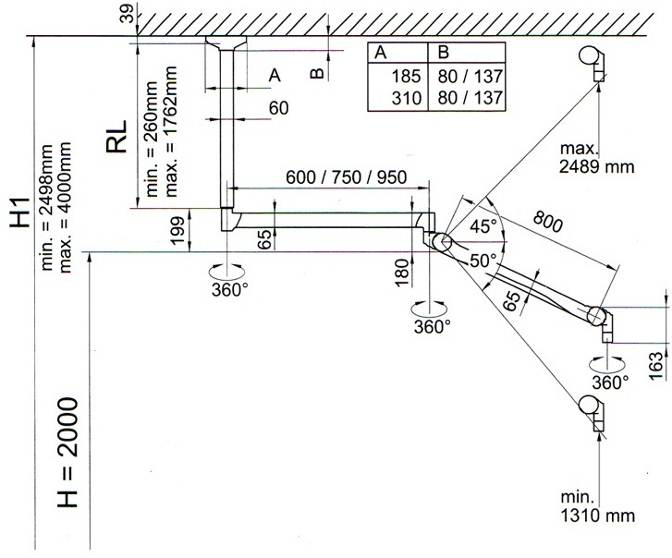 39
A
B
A B
185 80 / 137
310 80 / 137
60
RL
min. = 260mm
max. = 1762mm
max.
2489 mm
H1
min. = 2498mm
max. = 4000mm
600 / 750 / 950
199
65
180
45°
50°
800
65
163
360°
360°
360°
H = 2000
min.
1310 mm